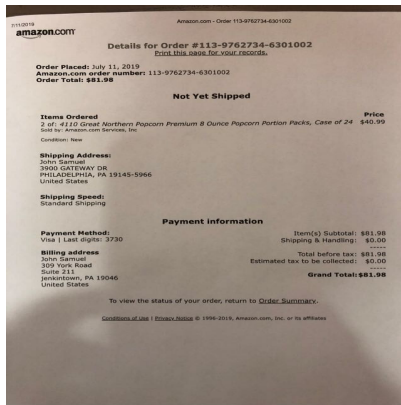 7/11/2019
Amazon.com - Order 113-9762734-6301002
amazon.com
Details for Order #113-9762734-6301002
Print this page for your records.
Order Placed: July 11, 2019
Amazon.com order number: 113-9762734-6301002
Order Total: $81.98
Not Yet Shipped
Items Ordered Price
2 of: 4110 Great Northern Popcorn Premium 8 Ounce Popcorn Portion Packs, Case of 24 $40.99
Sold by: Amazon.com Services, Inc
Condition: New
Shipping Address:
John Samuel
3900 GATEWAY DR
PHILADELPHIA, PA 19145-5966
United States
Shipping Speed:
Standard Shipping
Payment information
Payment Method:
Visa | Last digits: 3730
Billing address
John Samuel
309 York Road
Suite 211
Jenkintown, PA 19046
United States
Item(s) Subtotal: $81.98
Shipping & Handling: $0.00
-----
Total before tax: $81.98
Estimated tax to be collected: $0.00
-----
Grand Total: $81.98
To view the status of your order, return to Order Summary.
Conditions of Use | Privacy Notice © 1996-2019, Amazon.com, Inc. or its affiliates